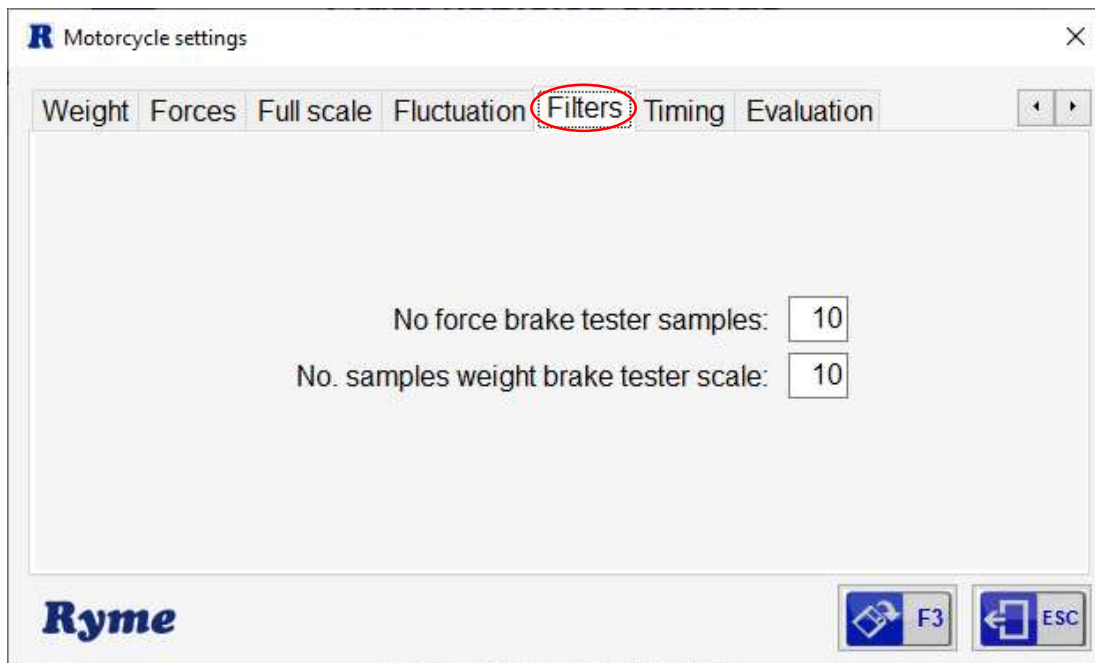 R Motorcycle settings
Weight Forces Full scale Fluctuation Filters Timing Evaluation
No force brake tester samples: 10
No. samples weight brake tester scale: 10
Ryme F3 ESC